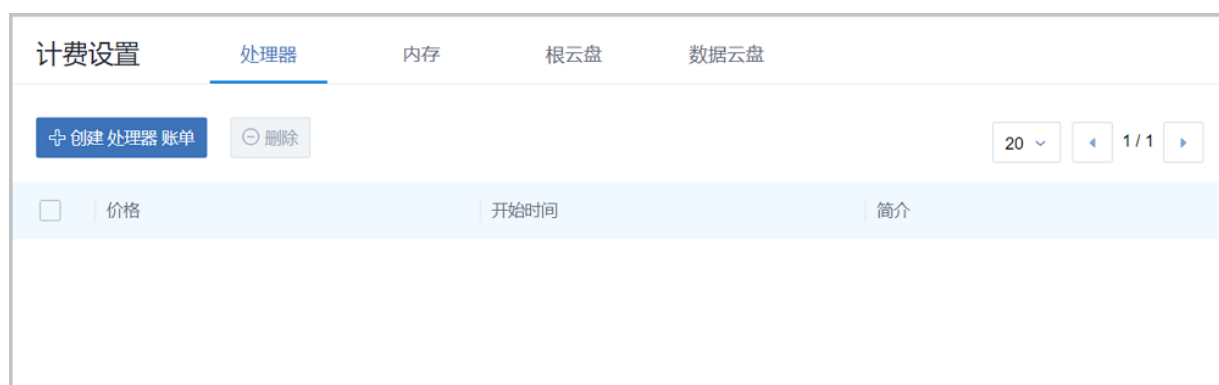 计费设置 处理器 内存 根云盘 数据云盘
创建 处理器 账单 删除 20 1 / 1
价格 开始时间 简介